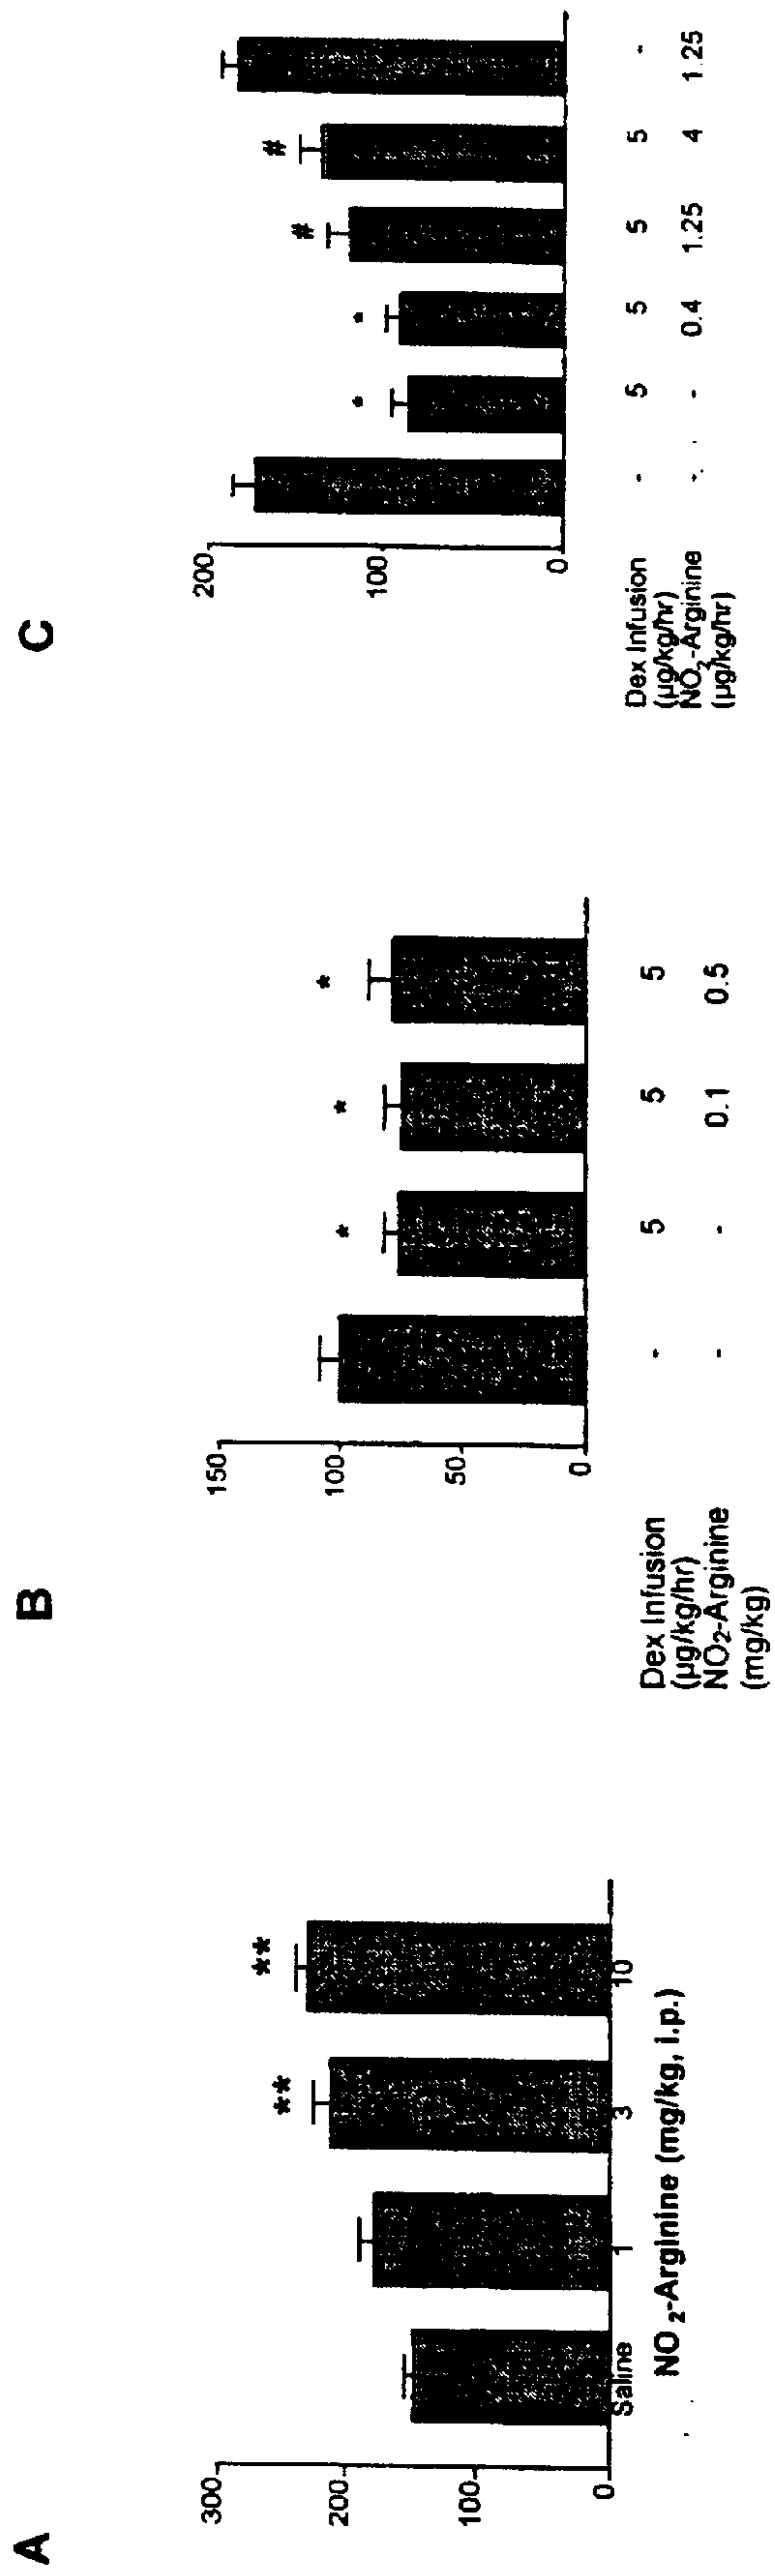 A
300
200
100
0
**
**
Saline
1
3
10
NO2-Arginine (mg/kg, i.p.)
B
150
100
50
0
*
*
*
Dex Infusion - 5 5 5
(µg/kg/hr)
NO2-Arginine - - 0.1 0.5
(mg/kg)
C
200
100
0
*
*
#
#
Dex Infusion - 5 5 5 5 -
(µg/kg/hr)
NO2-Arginine - - 0.4 1.25 4 1.25
(µg/kg/hr)